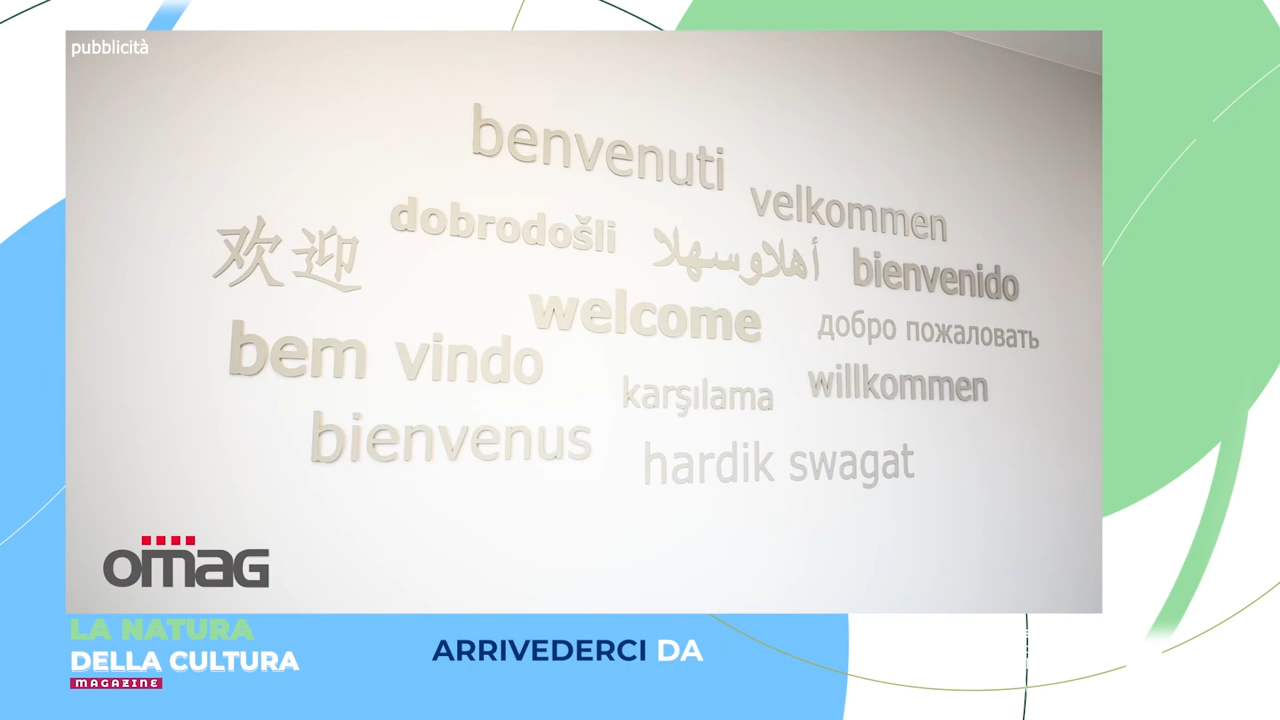 pubblicità
benvenuti
velkommen
欢迎
dobrodošli
أهلاوسهلا
bienvenido
welcome
добро пожаловать
bem vindo
karşılama
willkommen
bienvenus
hardik swagat
omag
LA NATURA
DELLA CULTURA
MAGAZINE
ARRIVEDERCI DA